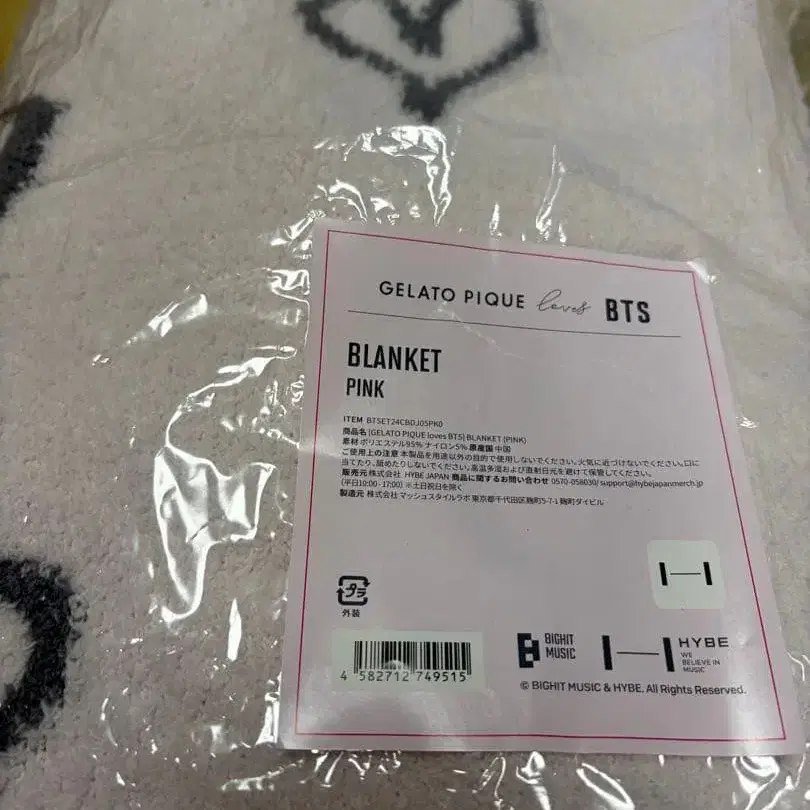 GELATO PIQUE loves BTS
BLANKET
PINK
ITEM BTSET24CBDJ05PK0
商品名 [GELATO PIQUE loves BTS] BLANKET (PINK)
素材 ポリエステル95% ナイロン5% 原産国 中国
ご使用上の注意 本製品を用途以外の目的で使用しないでください。火気に近づけないでください。口に
当てたり、舐めたりしないでください。高温多湿および直射日光を避けて保管してください。
販売元 株式会社 HYBE JAPAN 商品に関するお問い合わせ 0570-058030/ support@hybejapanmerch.jp
(平日10:00 - 17:00) ※土日祝日を除く
製造元 株式会社 マッシュスタイルラボ 東京都千代田区麹町5-7-1 麹町ダイビル
プラ
外装
4 582712 749515
BIGHIT
MUSIC
HYBE
WE
BELIEVE IN
MUSIC
© BIGHIT MUSIC & HYBE. All Rights Reserved.